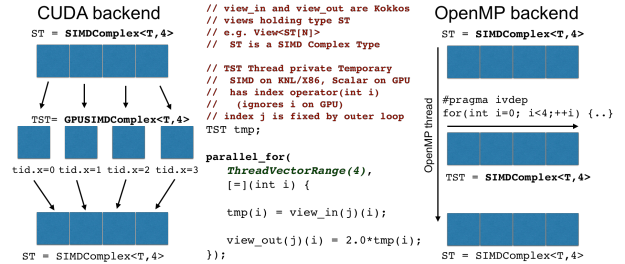 CUDA backend
ST = SIMDComplex<T,4>
TST= GPUSIMDComplex<T,4>
tid.x=0 tid.x=1 tid.x=2 tid.x=3
ST = SIMDComplex<T,4>
// view_in and view_out are Kokkos
// views holding type ST
// e.g. View<ST[N]>
//  ST is a SIMD Complex Type
// TST Thread private Temporary
//  SIMD on KNL/X86, Scalar on GPU
//  has index operator(int i)
//   (ignores i on GPU)
// index j is fixed by outer loop
TST tmp;
parallel_for(
ThreadVectorRange(4),
[=](int i) {
tmp(i) = view_in(j)(i);
view_out(j)(i) = 2.0*tmp(i);
});
OpenMP backend
ST = SIMDComplex<T,4>
OpenMP thread
#pragma ivdep
for(int i=0; i<4;++i) {..}
TST = SIMDComplex<T,4>
ST = SIMDComplex<T,4>